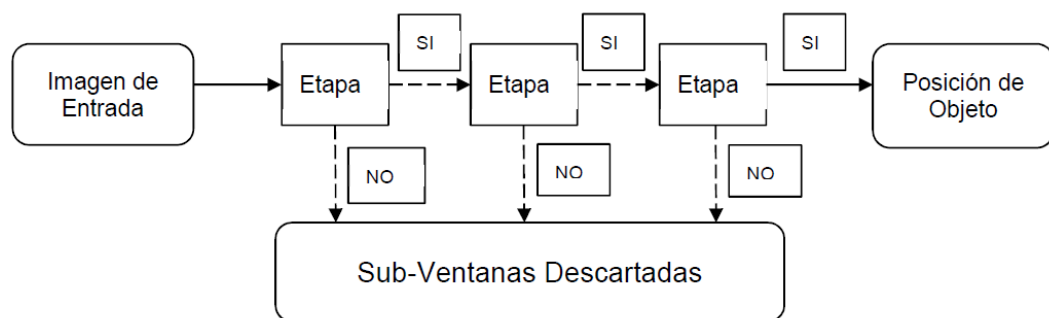 SI
SI
SI
Imagen de
Entrada
Etapa
Etapa
Etapa
Posición de
Objeto
NO
NO
NO
Sub-Ventanas Descartadas